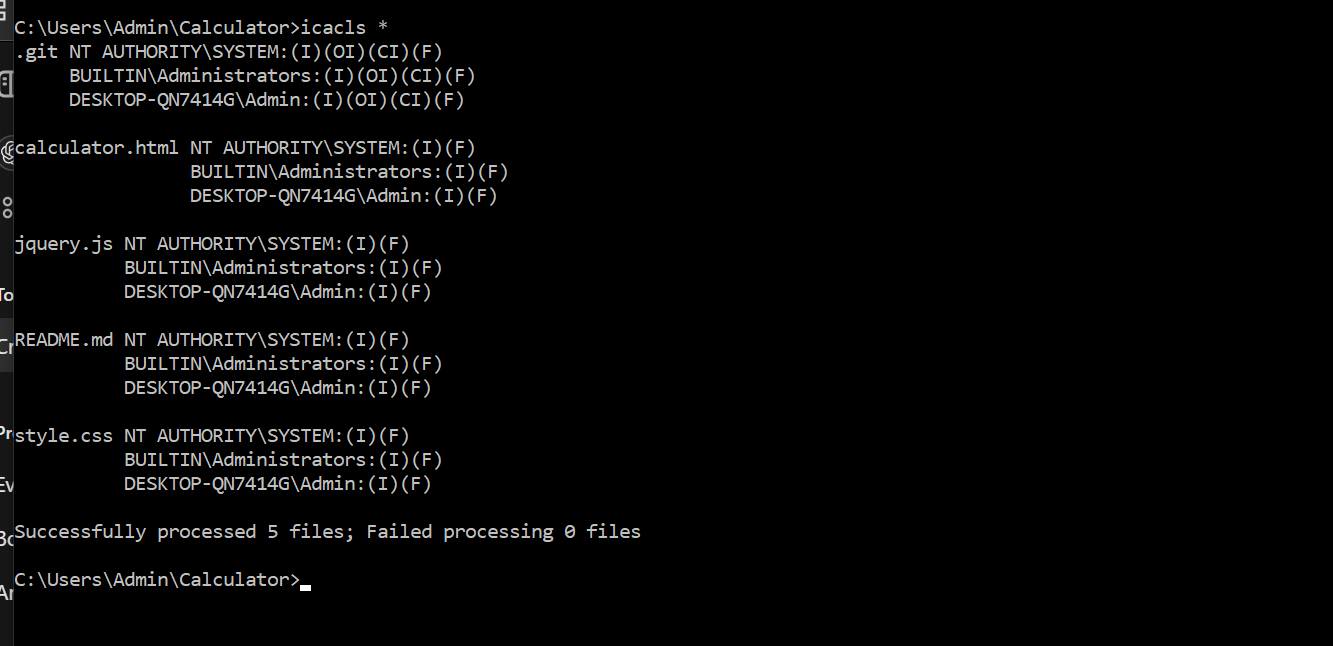 C:\Users\Admin\Calculator>icacls *
.git NT AUTHORITY\SYSTEM:(I)(OI)(CI)(F)
BUILTIN\Administrators:(I)(OI)(CI)(F)
DESKTOP-QN7414G\Admin:(I)(OI)(CI)(F)
calculator.html NT AUTHORITY\SYSTEM:(I)(F)
BUILTIN\Administrators:(I)(F)
DESKTOP-QN7414G\Admin:(I)(F)
jquery.js NT AUTHORITY\SYSTEM:(I)(F)
BUILTIN\Administrators:(I)(F)
DESKTOP-QN7414G\Admin:(I)(F)
README.md NT AUTHORITY\SYSTEM:(I)(F)
BUILTIN\Administrators:(I)(F)
DESKTOP-QN7414G\Admin:(I)(F)
style.css NT AUTHORITY\SYSTEM:(I)(F)
BUILTIN\Administrators:(I)(F)
DESKTOP-QN7414G\Admin:(I)(F)
Successfully processed 5 files; Failed processing 0 files
C:\Users\Admin\Calculator>